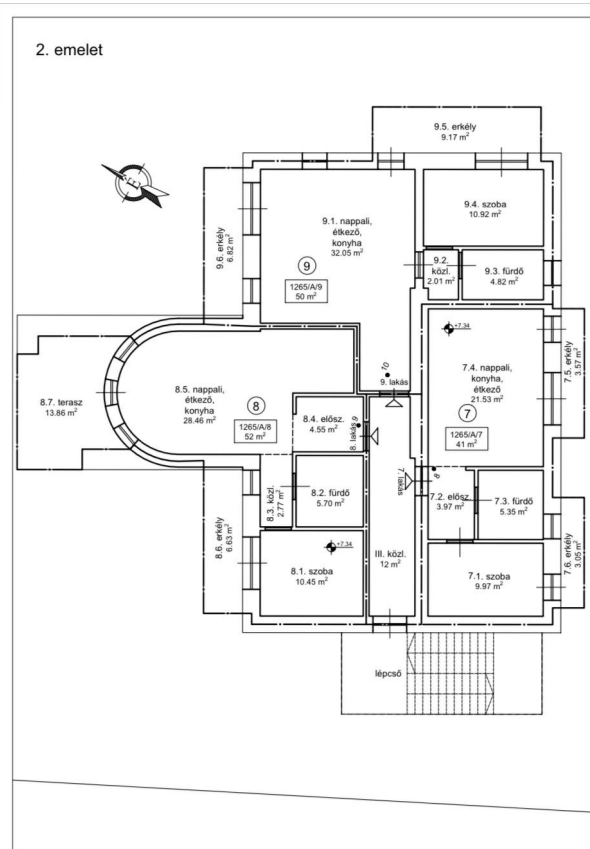 2. emelet
9.5. erkély
9.17 m²
9.6. erkély
6.82 m²
9.1. nappali,
étkező,
konyha
32.05 m²
9.4. szoba
10.92 m²
9.2.
közl.
2.01 m²
9.3. fürdő
4.82 m²
9
1265/A/9
50 m²
+7.34
7.4. nappali,
konyha,
étkező
21.53 m²
7.5. erkély
3.57 m²
7
1265/A/7
41 m²
10
9. lakás
8.7. terasz
13.86 m²
8.5. nappali,
étkező,
konyha
28.46 m²
8
1265/A/8
52 m²
8.4. elősz.
4.55 m²
9
8. lakás
7. lakás
8
7.2. elősz.
3.97 m²
7.3. fürdő
5.35 m²
8.3. közl.
2.77 m²
8.2. fürdő
5.70 m²
8.6. erkély
6.63 m²
+7.34
8.1. szoba
10.45 m²
III. közl.
12 m²
7.1. szoba
9.97 m²
7.6. erkély
3.05 m²
lépcső